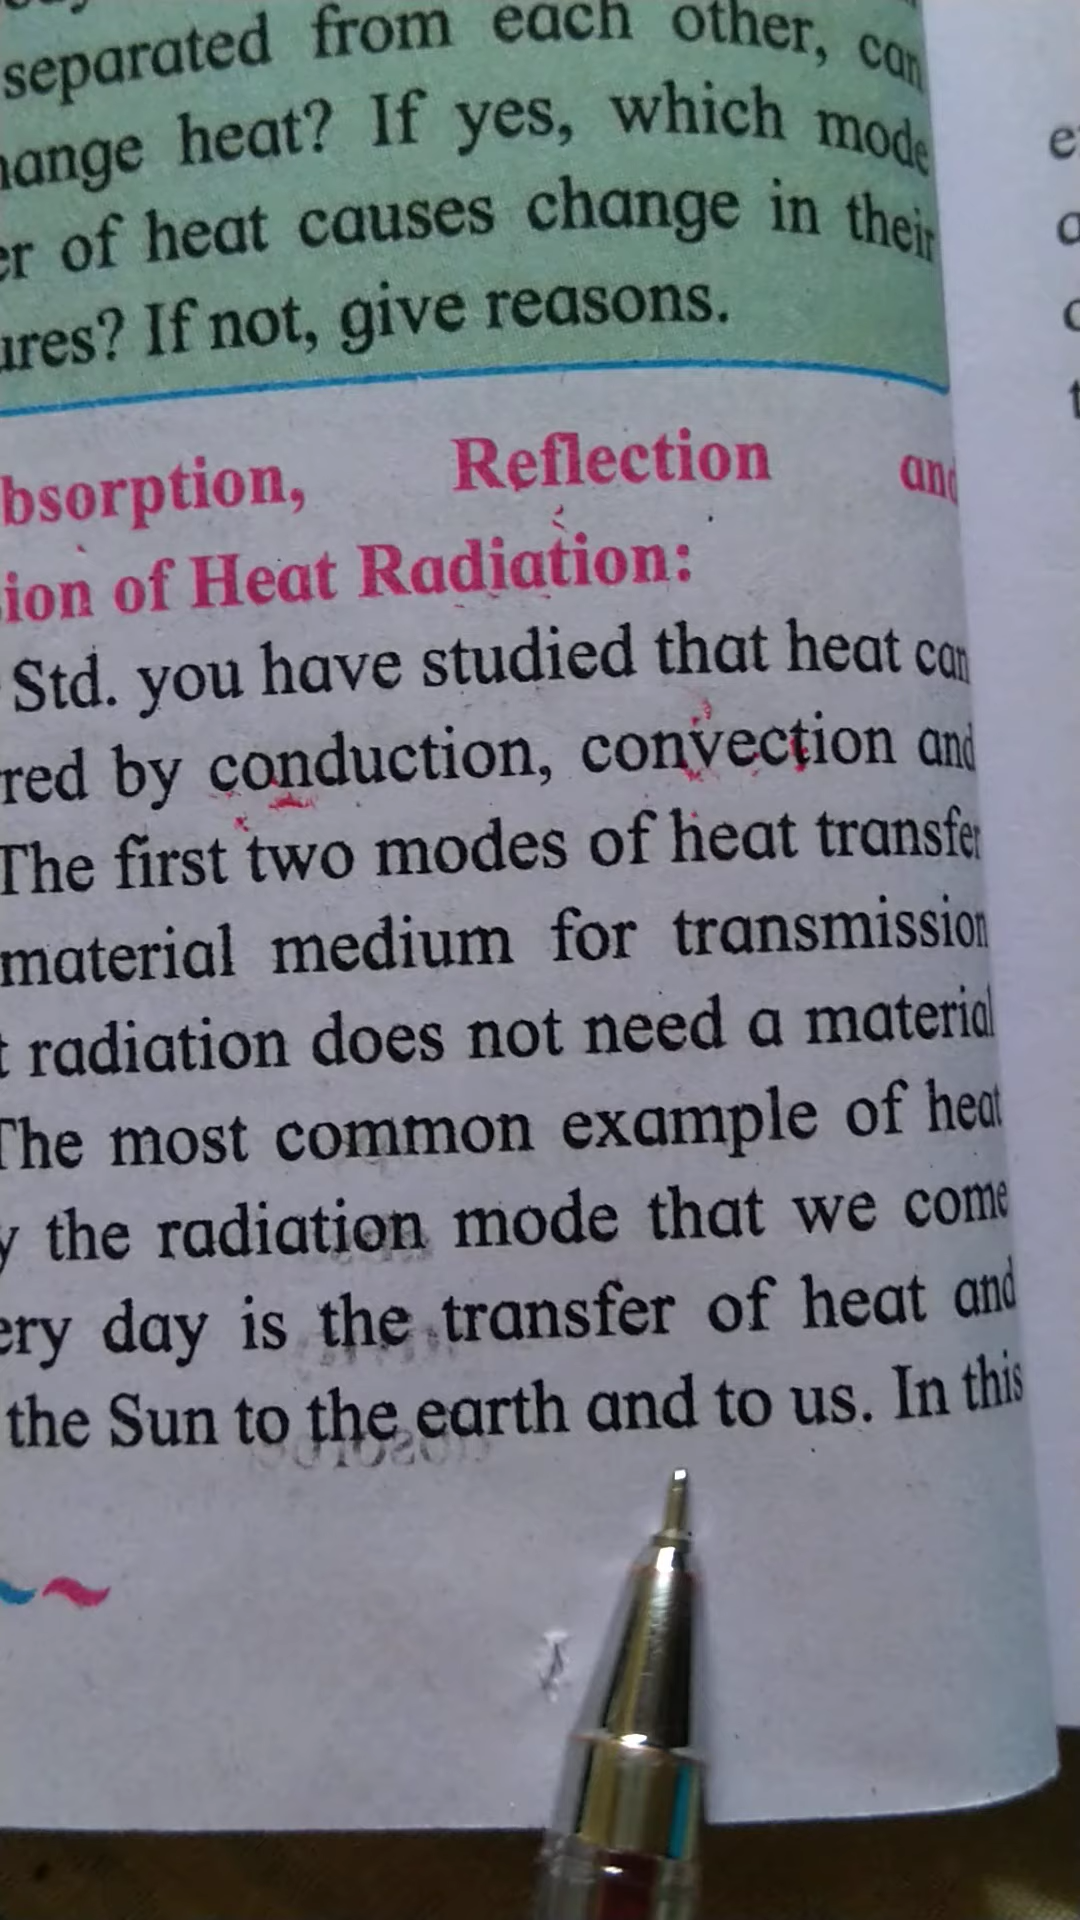 separated from each other, can
hange heat? If yes, which mode
er of heat causes change in their
ures? If not, give reasons.
bsorption, Reflection and
ion of Heat Radiation:
Std. you have studied that heat can
red by conduction, convection and
The first two modes of heat transfer
material medium for transmission
t radiation does not need a material
The most common example of heat
y the radiation mode that we come
ery day is the transfer of heat and
the Sun to the earth and to us. In this